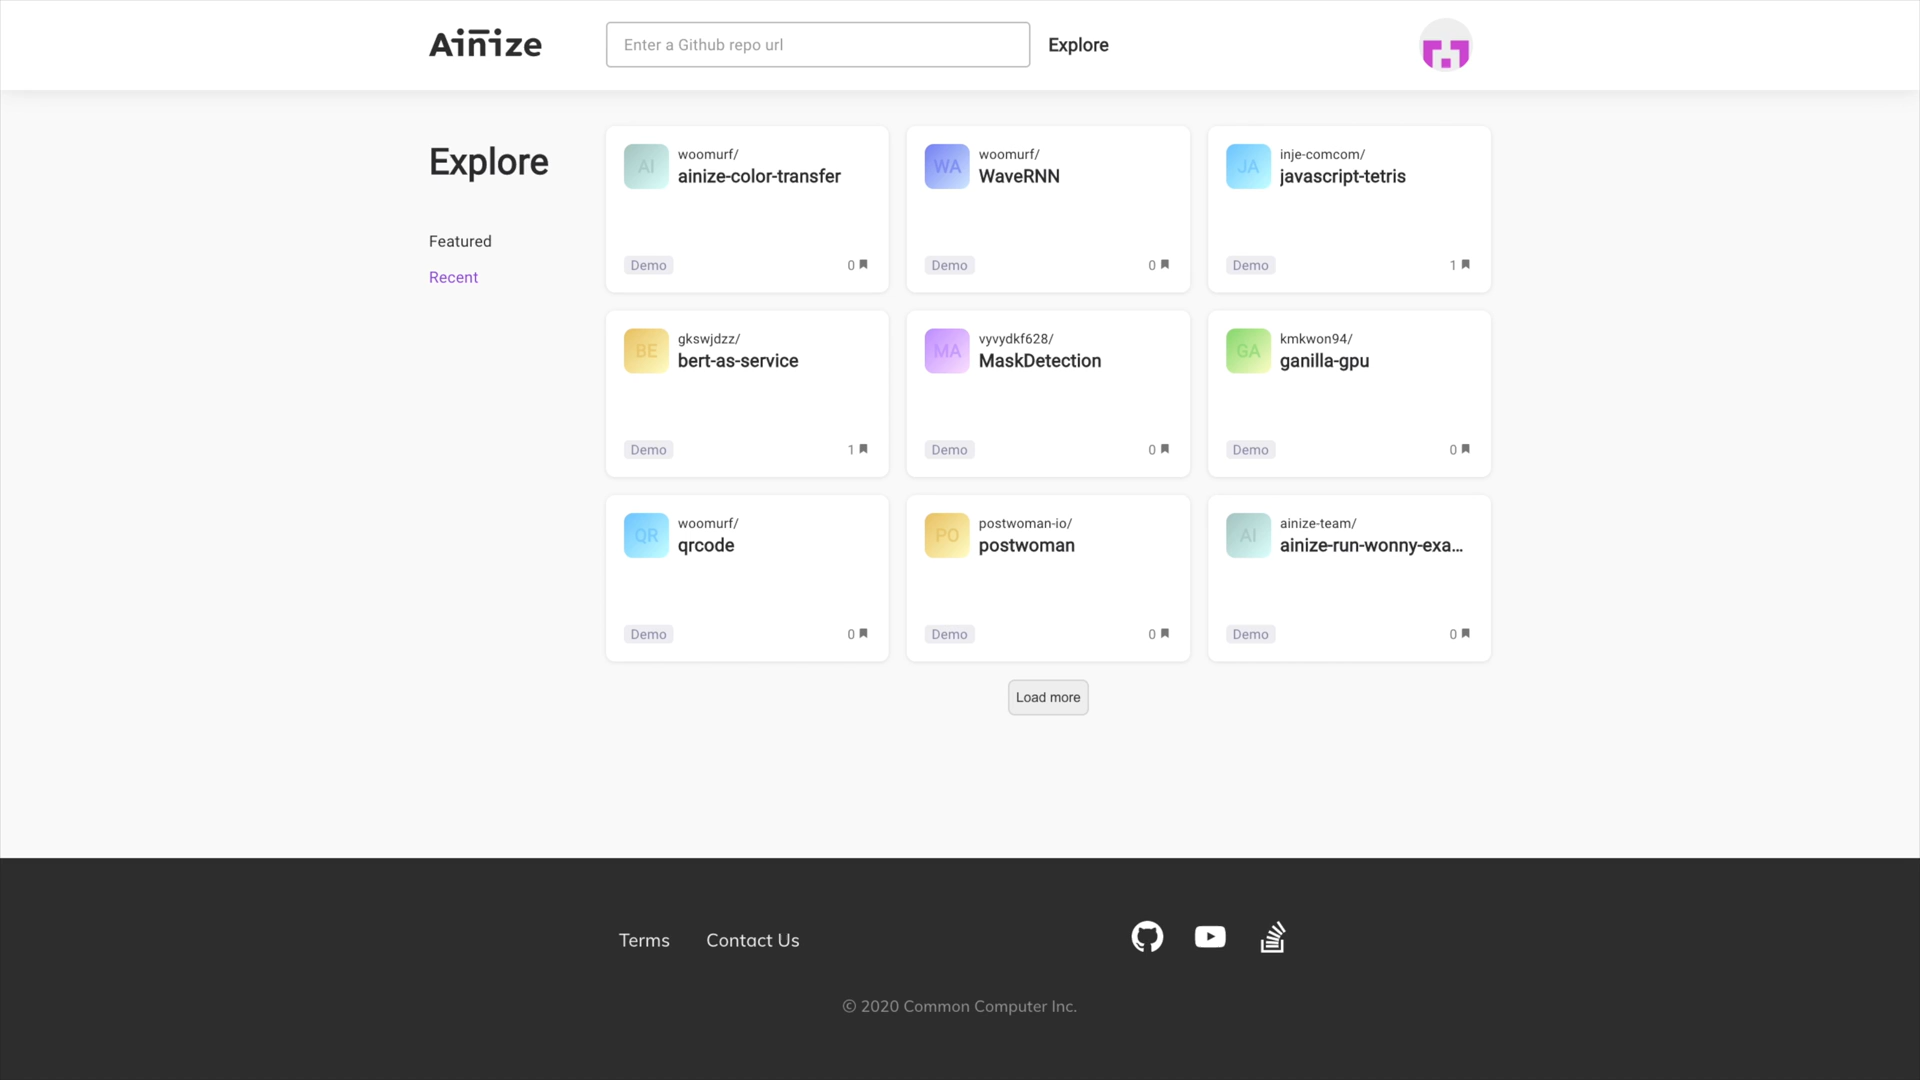 Ainize
Enter a Github repo url
Explore
Explore
Featured
Recent
AI
woomurf/
ainize-color-transfer
Demo
0
WA
woomurf/
WaveRNN
Demo
0
JA
inje-comcom/
javascript-tetris
Demo
1
BE
gkswjdzz/
bert-as-service
Demo
1
MA
vyvydkf628/
MaskDetection
Demo
0
GA
kmkwon94/
ganilla-gpu
Demo
0
QR
woomurf/
qrcode
Demo
0
PO
postwoman-io/
postwoman
Demo
0
AI
ainize-team/
ainize-run-wonny-exa...
Demo
0
Load more
Terms
Contact Us
© 2020 Common Computer Inc.